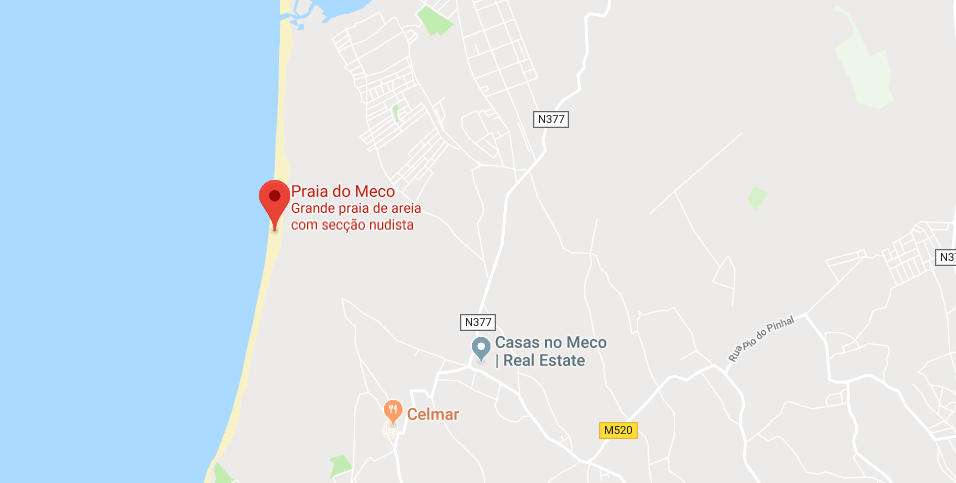 N377
Praia do Meco
Grande praia de areia
com secção nudista
N37
N377
Rua Pio do Pinhal
Casas no Meco
| Real Estate
Celmar
M520